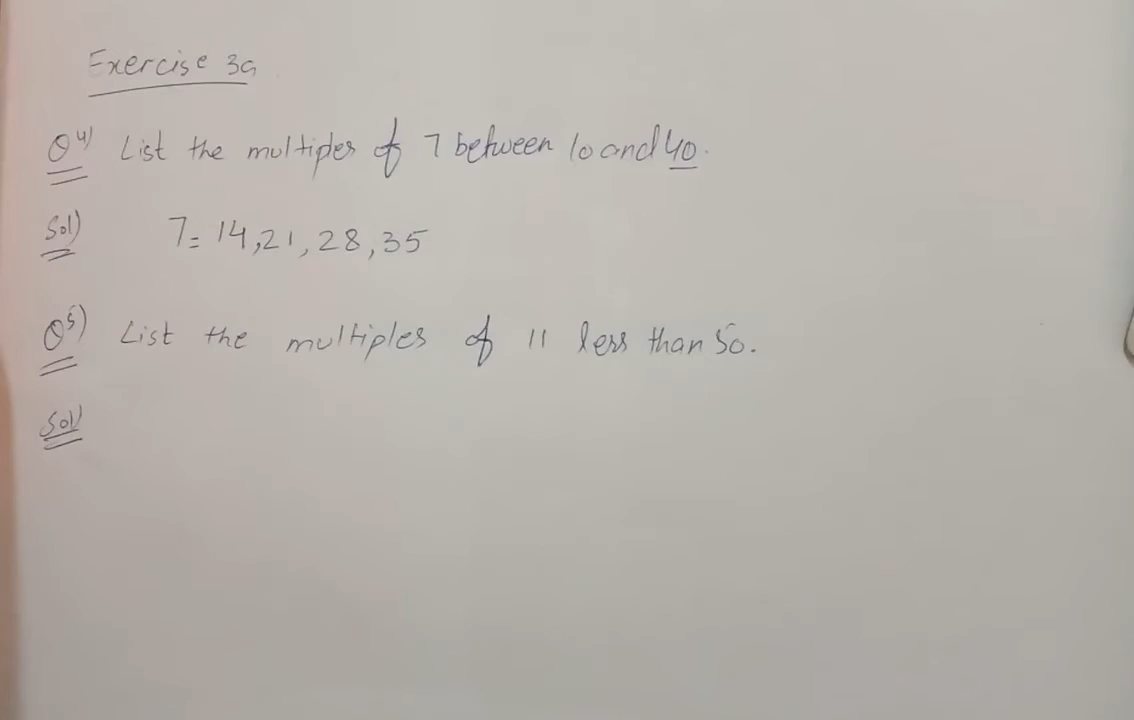 Exercise 3a
Q4) List the multiples of 7 between 10 and 40.
Sol) 7= 14,21,28,35
Q5) List the multiples of 11 less than 50.
Sol)